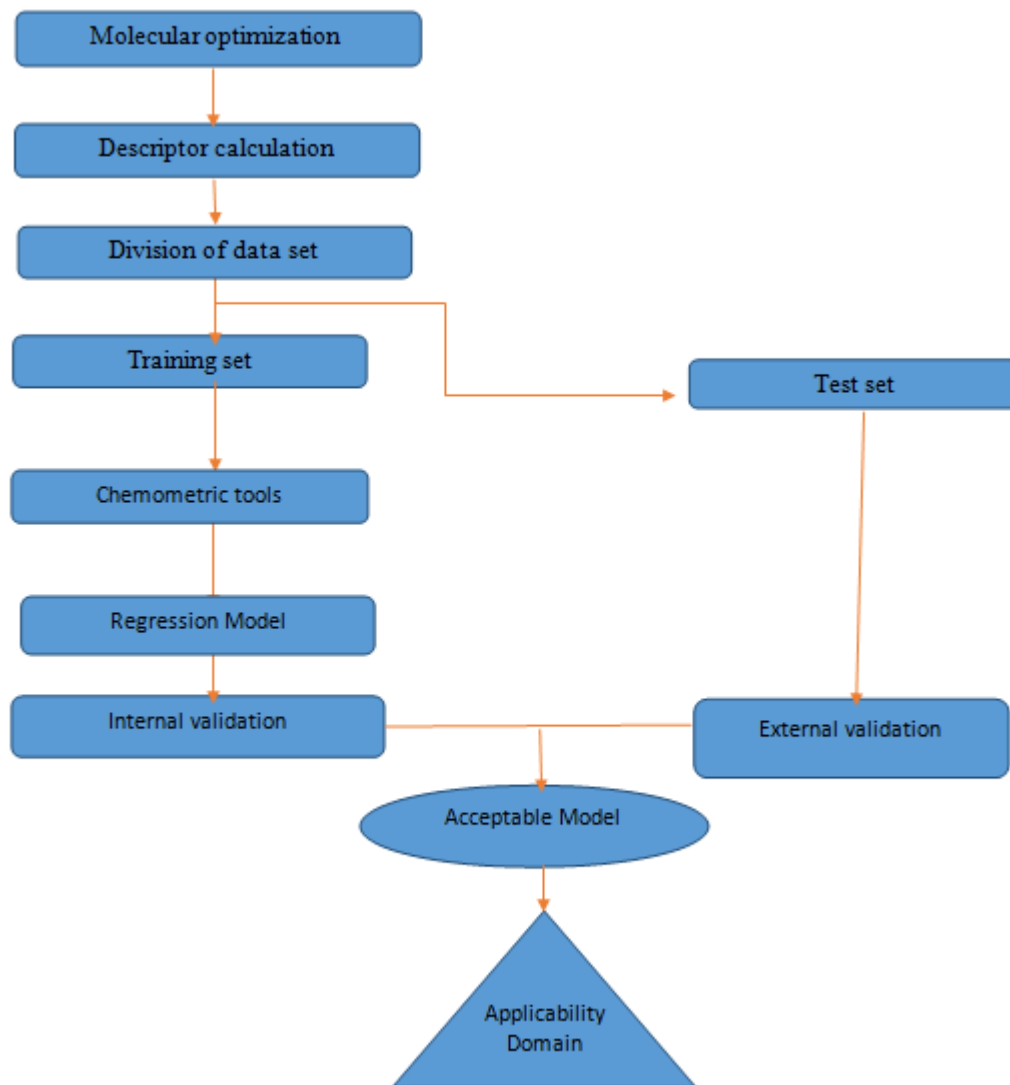 Molecular optimization
Descriptor calculation
Division of data set
Training set
Test set
Chemometric tools
Regression Model
Internal validation
External validation
Acceptable Model
Applicability
Domain